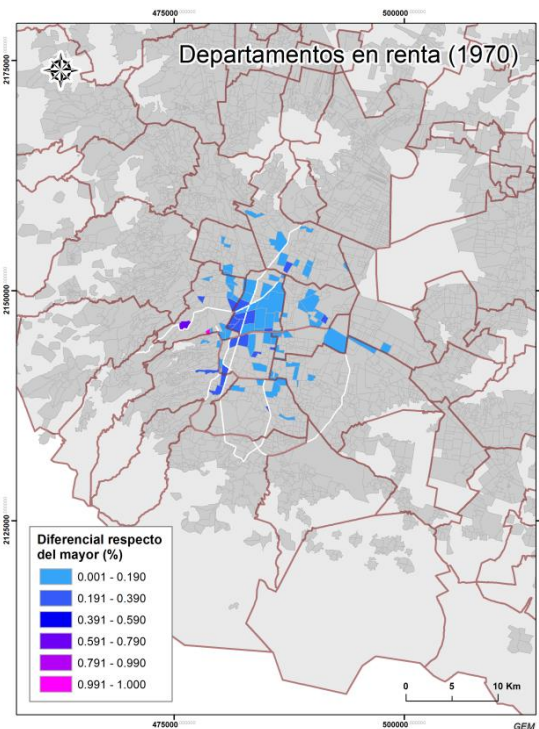 475000
500000
Departamentos en renta (1970)
2175000
2150000
2125000
Diferencial respecto
del mayor (%)
0.001 - 0.190
0.191 - 0.390
0.391 - 0.590
0.591 - 0.790
0.791 - 0.990
0.991 - 1.000
0 5 10 Km
475000
500000
GEM